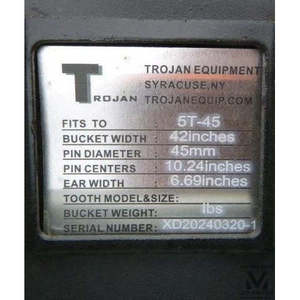 TROJAN EQUIPMENT
SYRACUSE, NY
TROJAN TROJANEQUIP.COM
FITS TO 5T-45
BUCKET WIDTH : 42inches
PIN DIAMETER : 45mm
PIN CENTERS : 10.24inches
EAR WIDTH : 6.69inches
TOOTH MODEL&SIZE:
BUCKET WEIGHT: lbs
SERIAL NUMBER: XD20240320-1